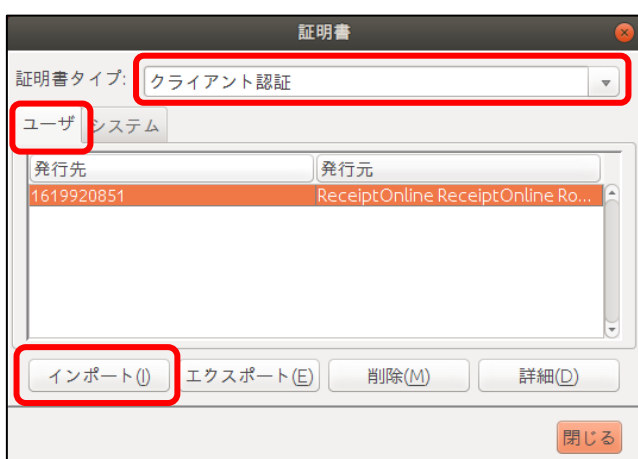 証明書
証明書タイプ: クライアント認証
ユーザ システム
発行先 発行元
1619920851 ReceiptOnline ReceiptOnline Ro...
インポート(I) エクスポート(E) 削除(M) 詳細(D)
閉じる